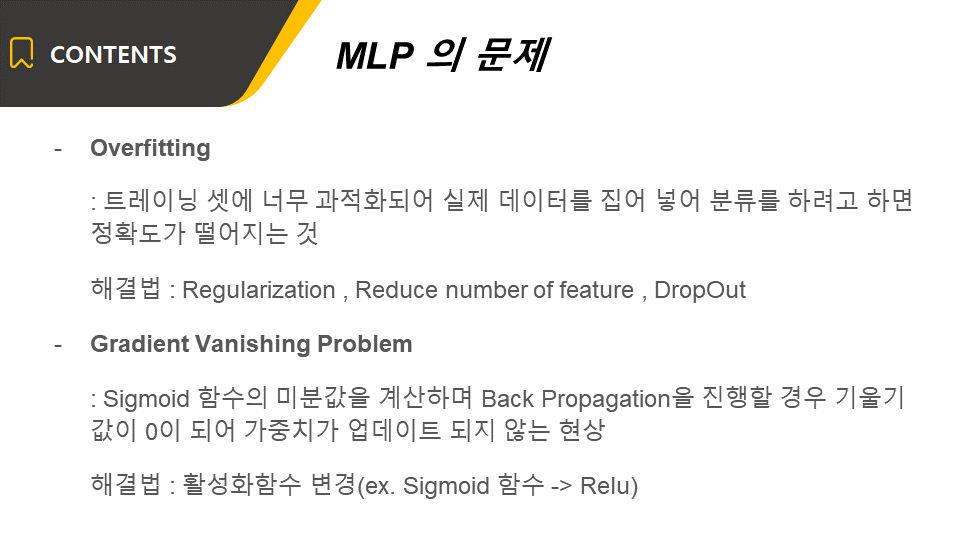 CONTENTS
MLP 의 문제
- Overfitting
: 트레이닝 셋에 너무 과적화되어 실제 데이터를 집어 넣어 분류를 하려고 하면
정확도가 떨어지는 것
해결법 : Regularization , Reduce number of feature , DropOut
- Gradient Vanishing Problem
: Sigmoid 함수의 미분값을 계산하며 Back Propagation을 진행할 경우 기울기
값이 0이 되어 가중치가 업데이트 되지 않는 현상
해결법 : 활성화함수 변경(ex. Sigmoid 함수 -> Relu)